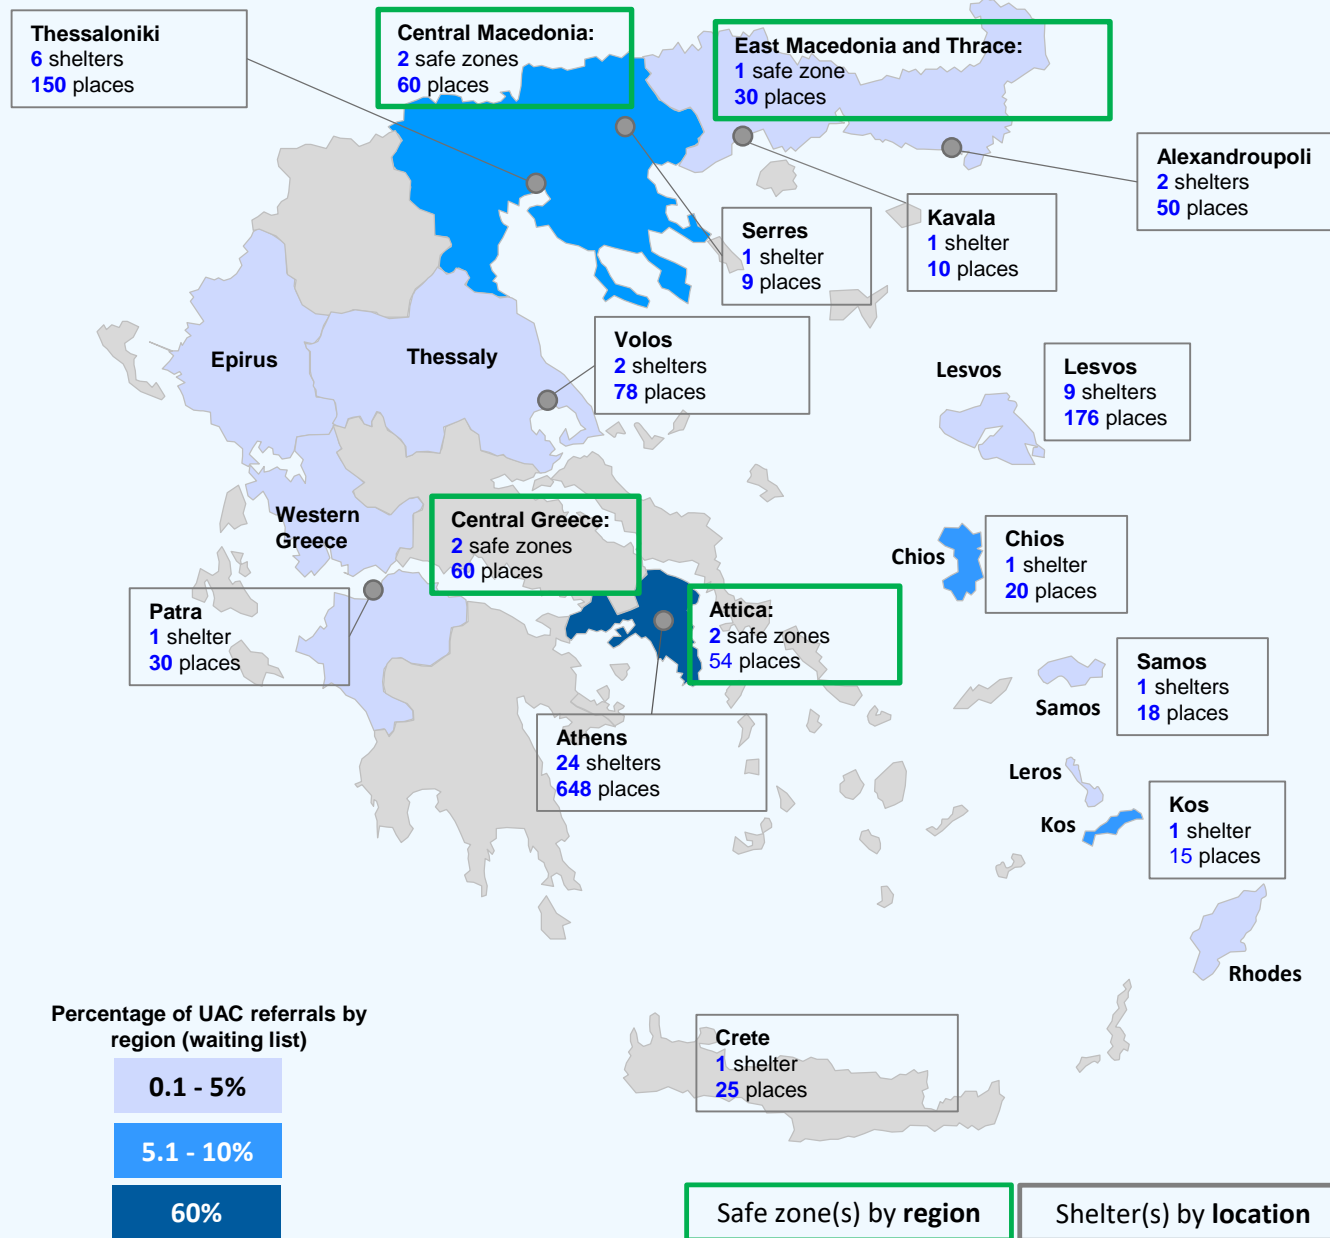 Thessaloniki
6 shelters
150 places
Central Macedonia:
2 safe zones
60 places
East Macedonia and Thrace:
1 safe zone
30 places
Alexandroupoli
2 shelters
50 places
Kavala
1 shelter
10 places
Serres
1 shelter
9 places
Volos
2 shelters
78 places
Epirus
Thessaly
Lesvos
Lesvos
9 shelters
176 places
Western
Greece
Central Greece:
2 safe zones
60 places
Chios
Chios
1 shelter
20 places
Patra
1 shelter
30 places
Attica:
2 safe zones
54 places
Samos
1 shelters
18 places
Samos
Athens
24 shelters
648 places
Leros
Kos
Kos
1 shelter
15 places
Rhodes
Percentage of UAC referrals by
region (waiting list)
0.1 - 5%
5.1 - 10%
60%
Crete
1 shelter
25 places
Safe zone(s) by region
Shelter(s) by location